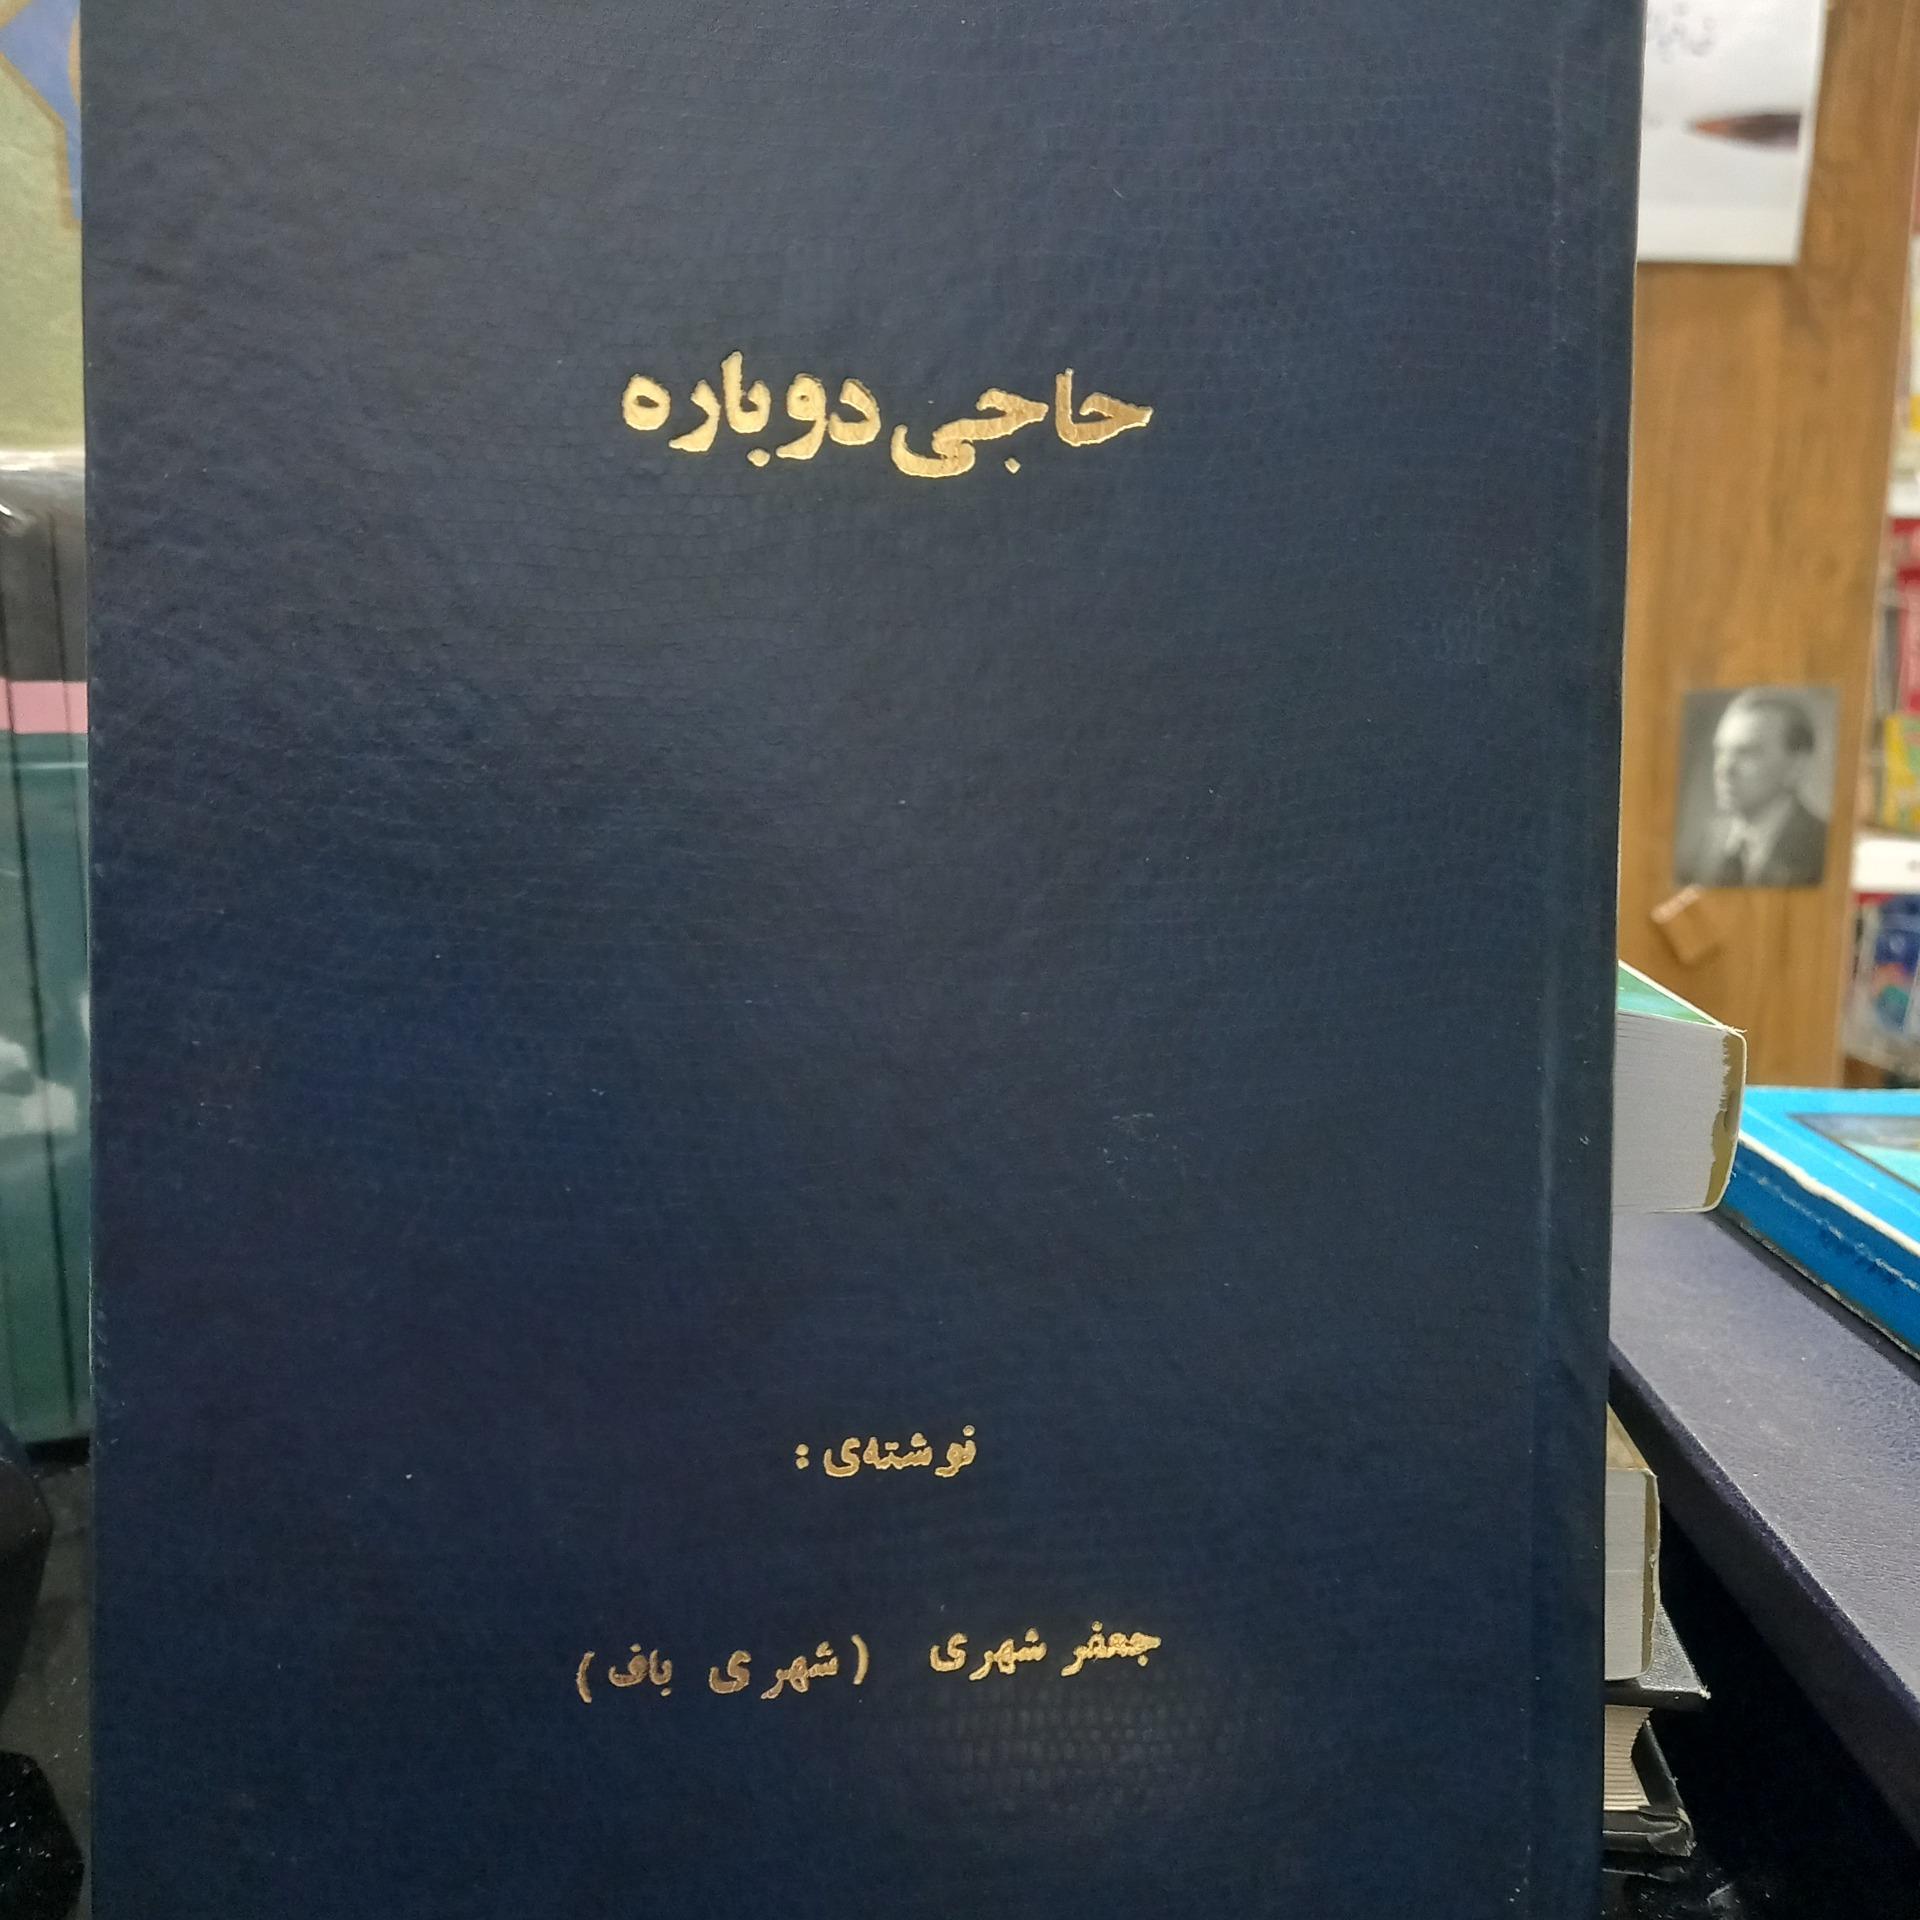 حاجی دوباره
نوشته‌ی :
جعفر شهری (شهری باف)